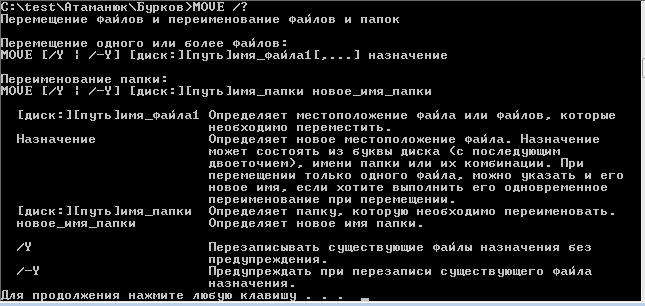 C:\test\Атаманюк\Бурков>MOVE /?
Перемещение файлов и переименование файлов и папок
Перемещение одного или более файлов:
MOVE [/Y | /-Y] [диск:][путь]имя_файла1[,...] назначение
Переименование папки:
MOVE [/Y | /-Y] [диск:][путь]имя_папки новое_имя_папки
[диск:][путь]имя_файла1 Определяет местоположение файла или файлов, которые
необходимо переместить.
Назначение Определяет новое местоположение файла. Назначение
может состоять из буквы диска (с последующим
двоеточием), имени папки или их комбинации. При
перемещении только одного файла, можно указать и его
новое имя, если хотите выполнить его одновременное
переименование при перемещении.
[диск:][путь]имя_папки Определяет папку, которую необходимо переименовать.
новое_имя_папки Определяет новое имя папки.
/Y Перезаписывать существующие файлы назначения без
предупреждения.
/-Y Предупреждать при перезаписи существующего файла
назначения.
Для продолжения нажмите любую клавишу . . .